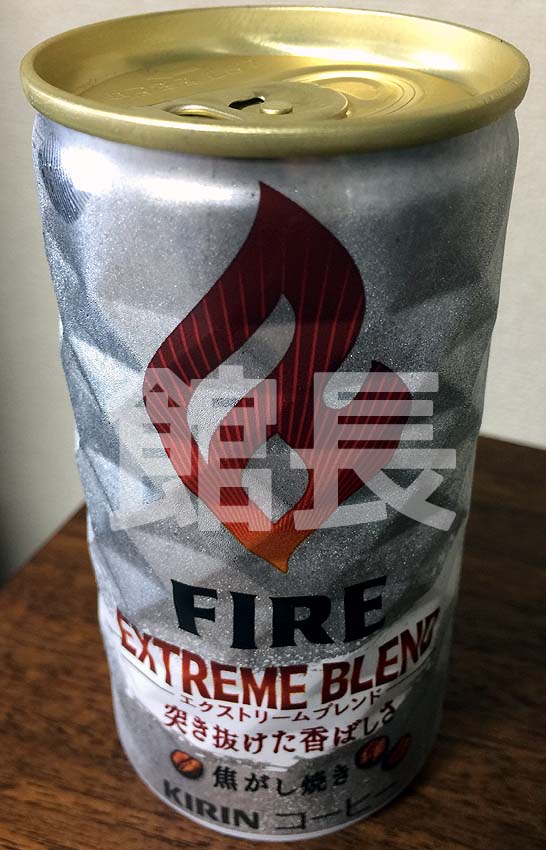 館長
FIRE
EXTREME BLEND
エクストリームブレンド
突き抜けた香ばしさ
焦がし焼き
KIRIN コーヒー